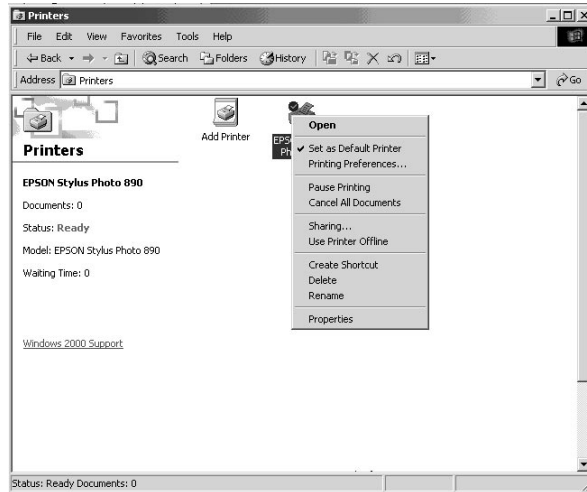 Printers
File Edit View Favorites Tools Help
Back Search Folders History
Address Printers Go
Printers
EPSON Stylus Photo 890
Documents: 0
Status: Ready
Model: EPSON Stylus Photo 890
Waiting Time: 0
Windows 2000 Support
Add Printer
EPS
Ph
Open
Set as Default Printer
Printing Preferences...
Pause Printing
Cancel All Documents
Sharing...
Use Printer Offline
Create Shortcut
Delete
Rename
Properties
Status: Ready Documents: 0